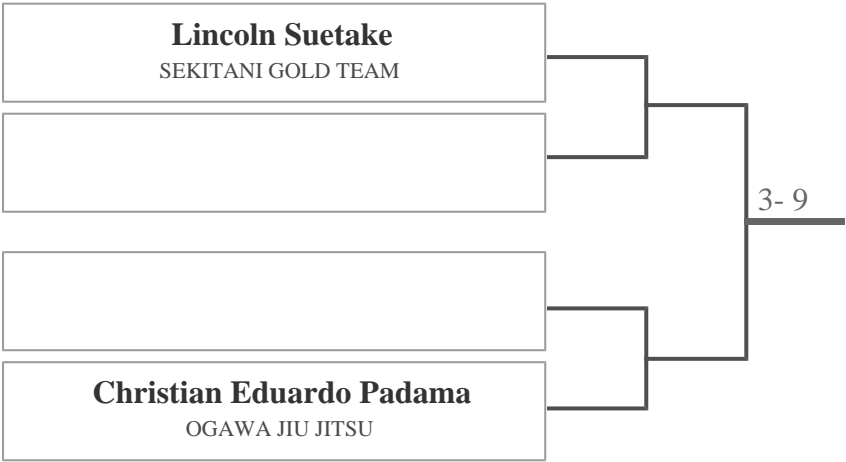 Lincoln Suetake
SEKITANI GOLD TEAM
3- 9
Christian Eduardo Padama
OGAWA JIU JITSU